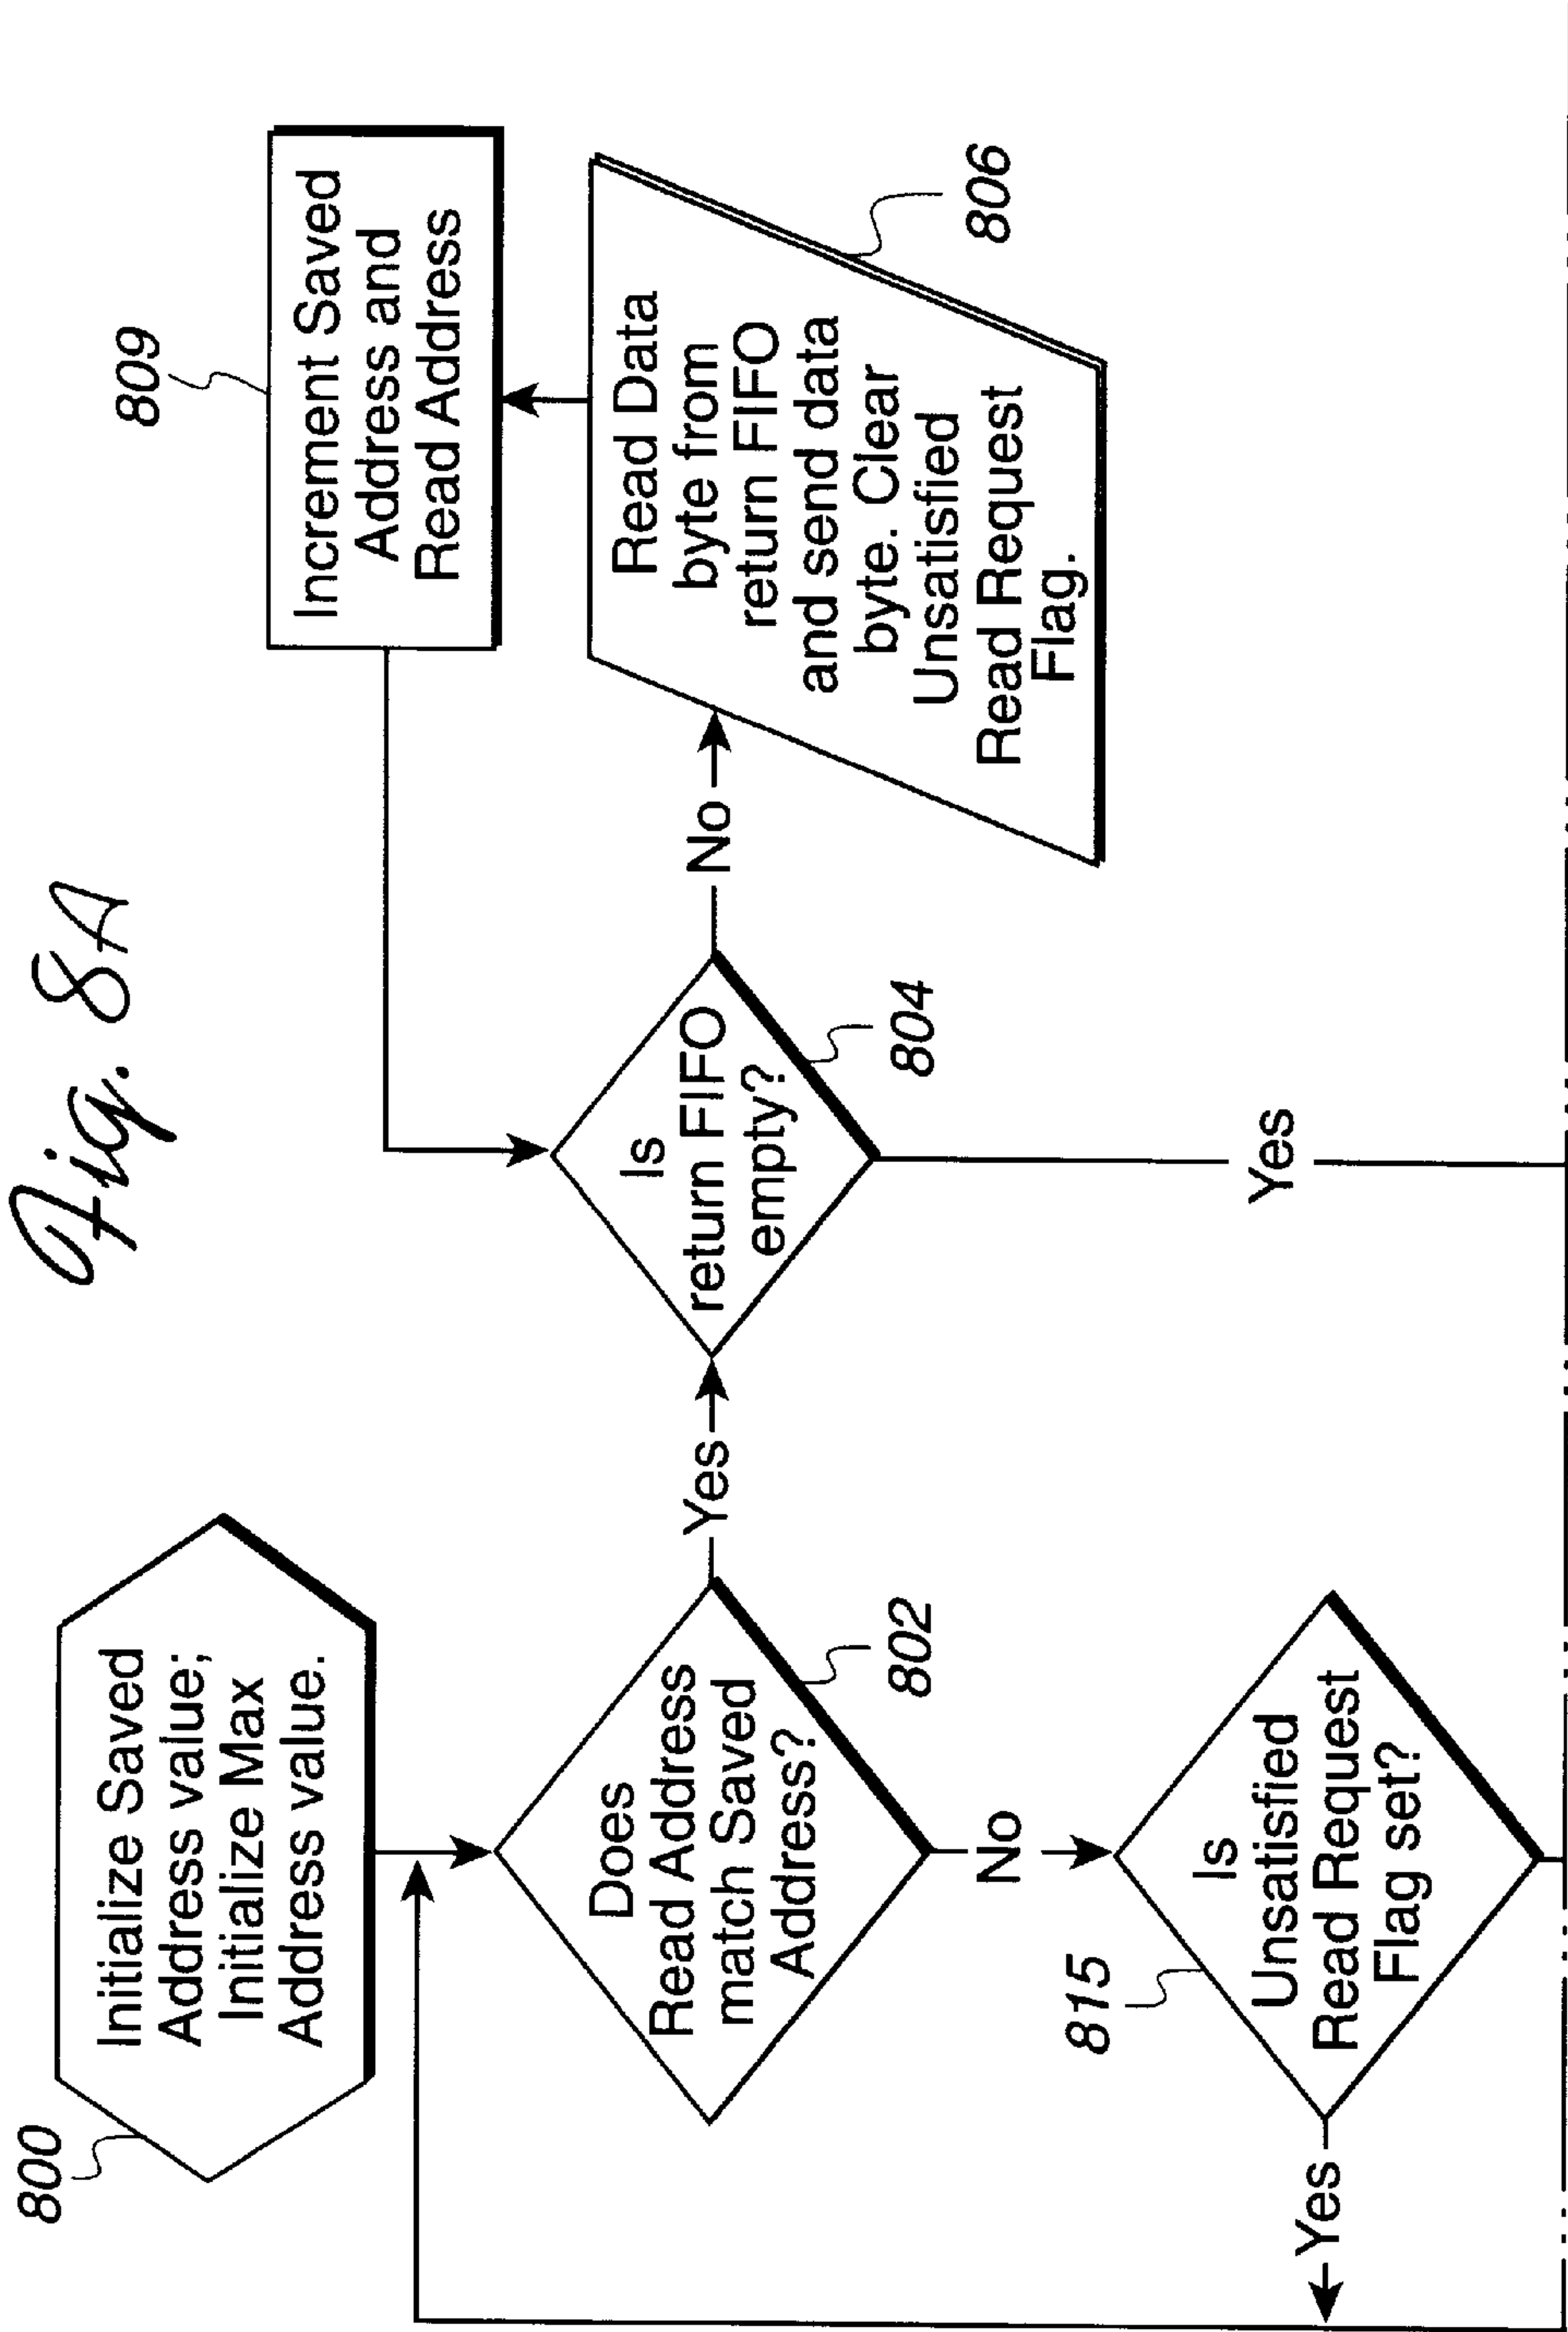 Fig. 8A
800
Initialize Saved
Address value;
Initialize Max
Address value.
809
Increment Saved
Address and
Read Address
Does
Read Address
match Saved
Address?
802
Yes
Is
return FIFO
empty?
804
No
Read Data
byte from
return FIFO
and send data
byte. Clear
Unsatisfied
Read Request
Flag.
806
No
Yes
815
Is
Unsatisfied
Read Request
Flag set?
Yes